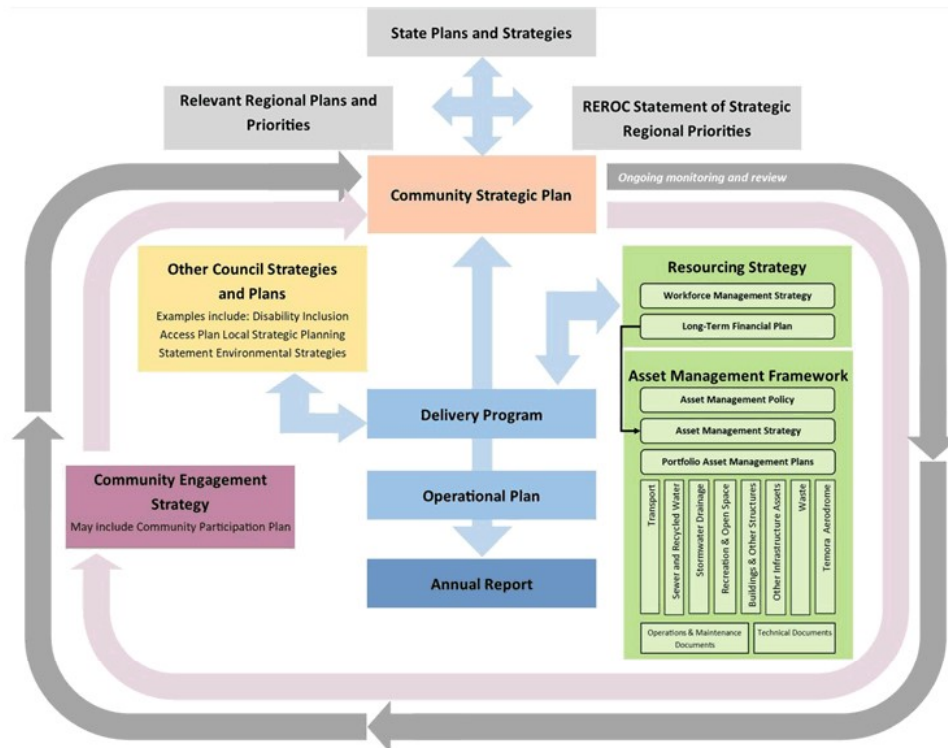 State Plans and Strategies
Relevant Regional Plans and
Priorities
REROC Statement of Strategic
Regional Priorities
Community Strategic Plan
Ongoing monitoring and review
Other Council Strategies
and Plans
Examples include: Disability Inclusion
Access Plan Local Strategic Planning
Statement Environmental Strategies
Resourcing Strategy
Workforce Management Strategy
Long-Term Financial Plan
Asset Management Framework
Asset Management Policy
Asset Management Strategy
Portfolio Asset Management Plans
Transport
Sewer and Recycled Water
Stormwater Drainage
Recreation & Open Space
Buildings & Other Structures
Other Infrastructure Assets
Waste
Temora Aerodrome
Operations & Maintenance
Documents
Technical Documents
Delivery Program
Community Engagement
Strategy
May include Community Participation Plan
Operational Plan
Annual Report